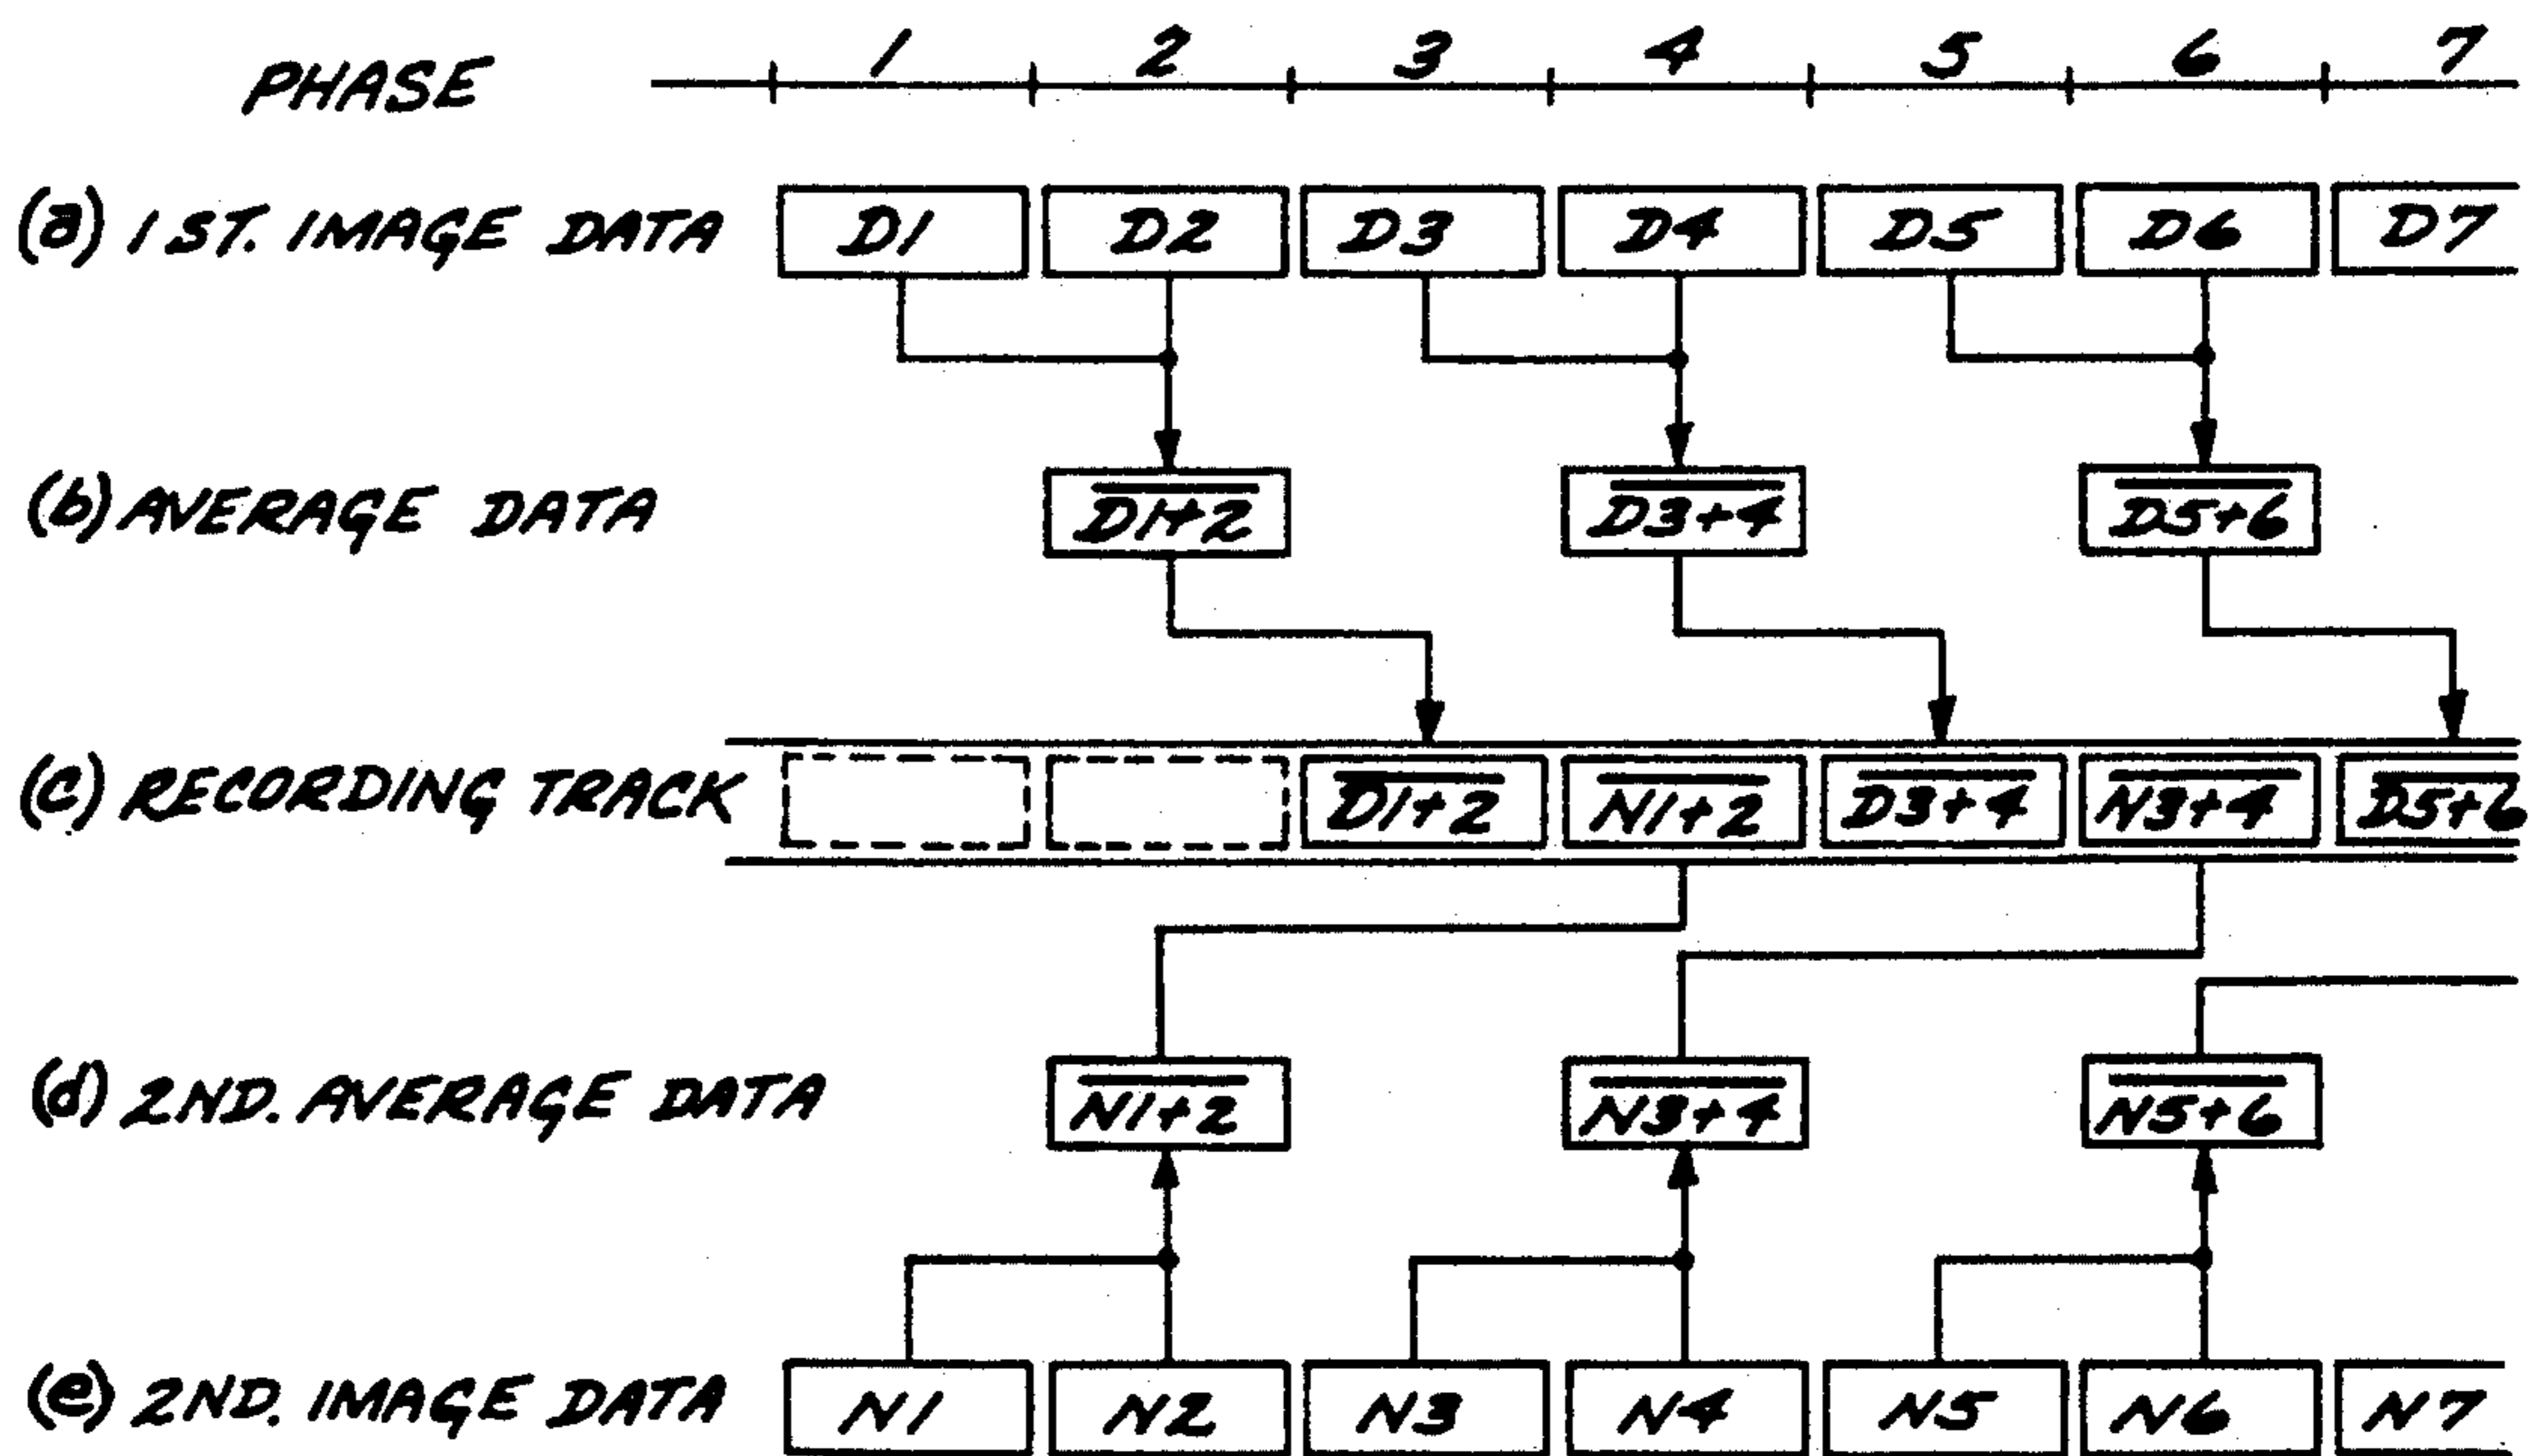 PHASE 1 2 3 4 5 6 7
(a) 1ST. IMAGE DATA D1 D2 D3 D4 D5 D6 D7
(b) AVERAGE DATA D1+2 D3+4 D5+6
(c) RECORDING TRACK D1+2 N1+2 D3+4 N3+4 D5+6
(d) 2ND. AVERAGE DATA N1+2 N3+4 N5+6
(e) 2ND. IMAGE DATA N1 N2 N3 N4 N5 N6 N7